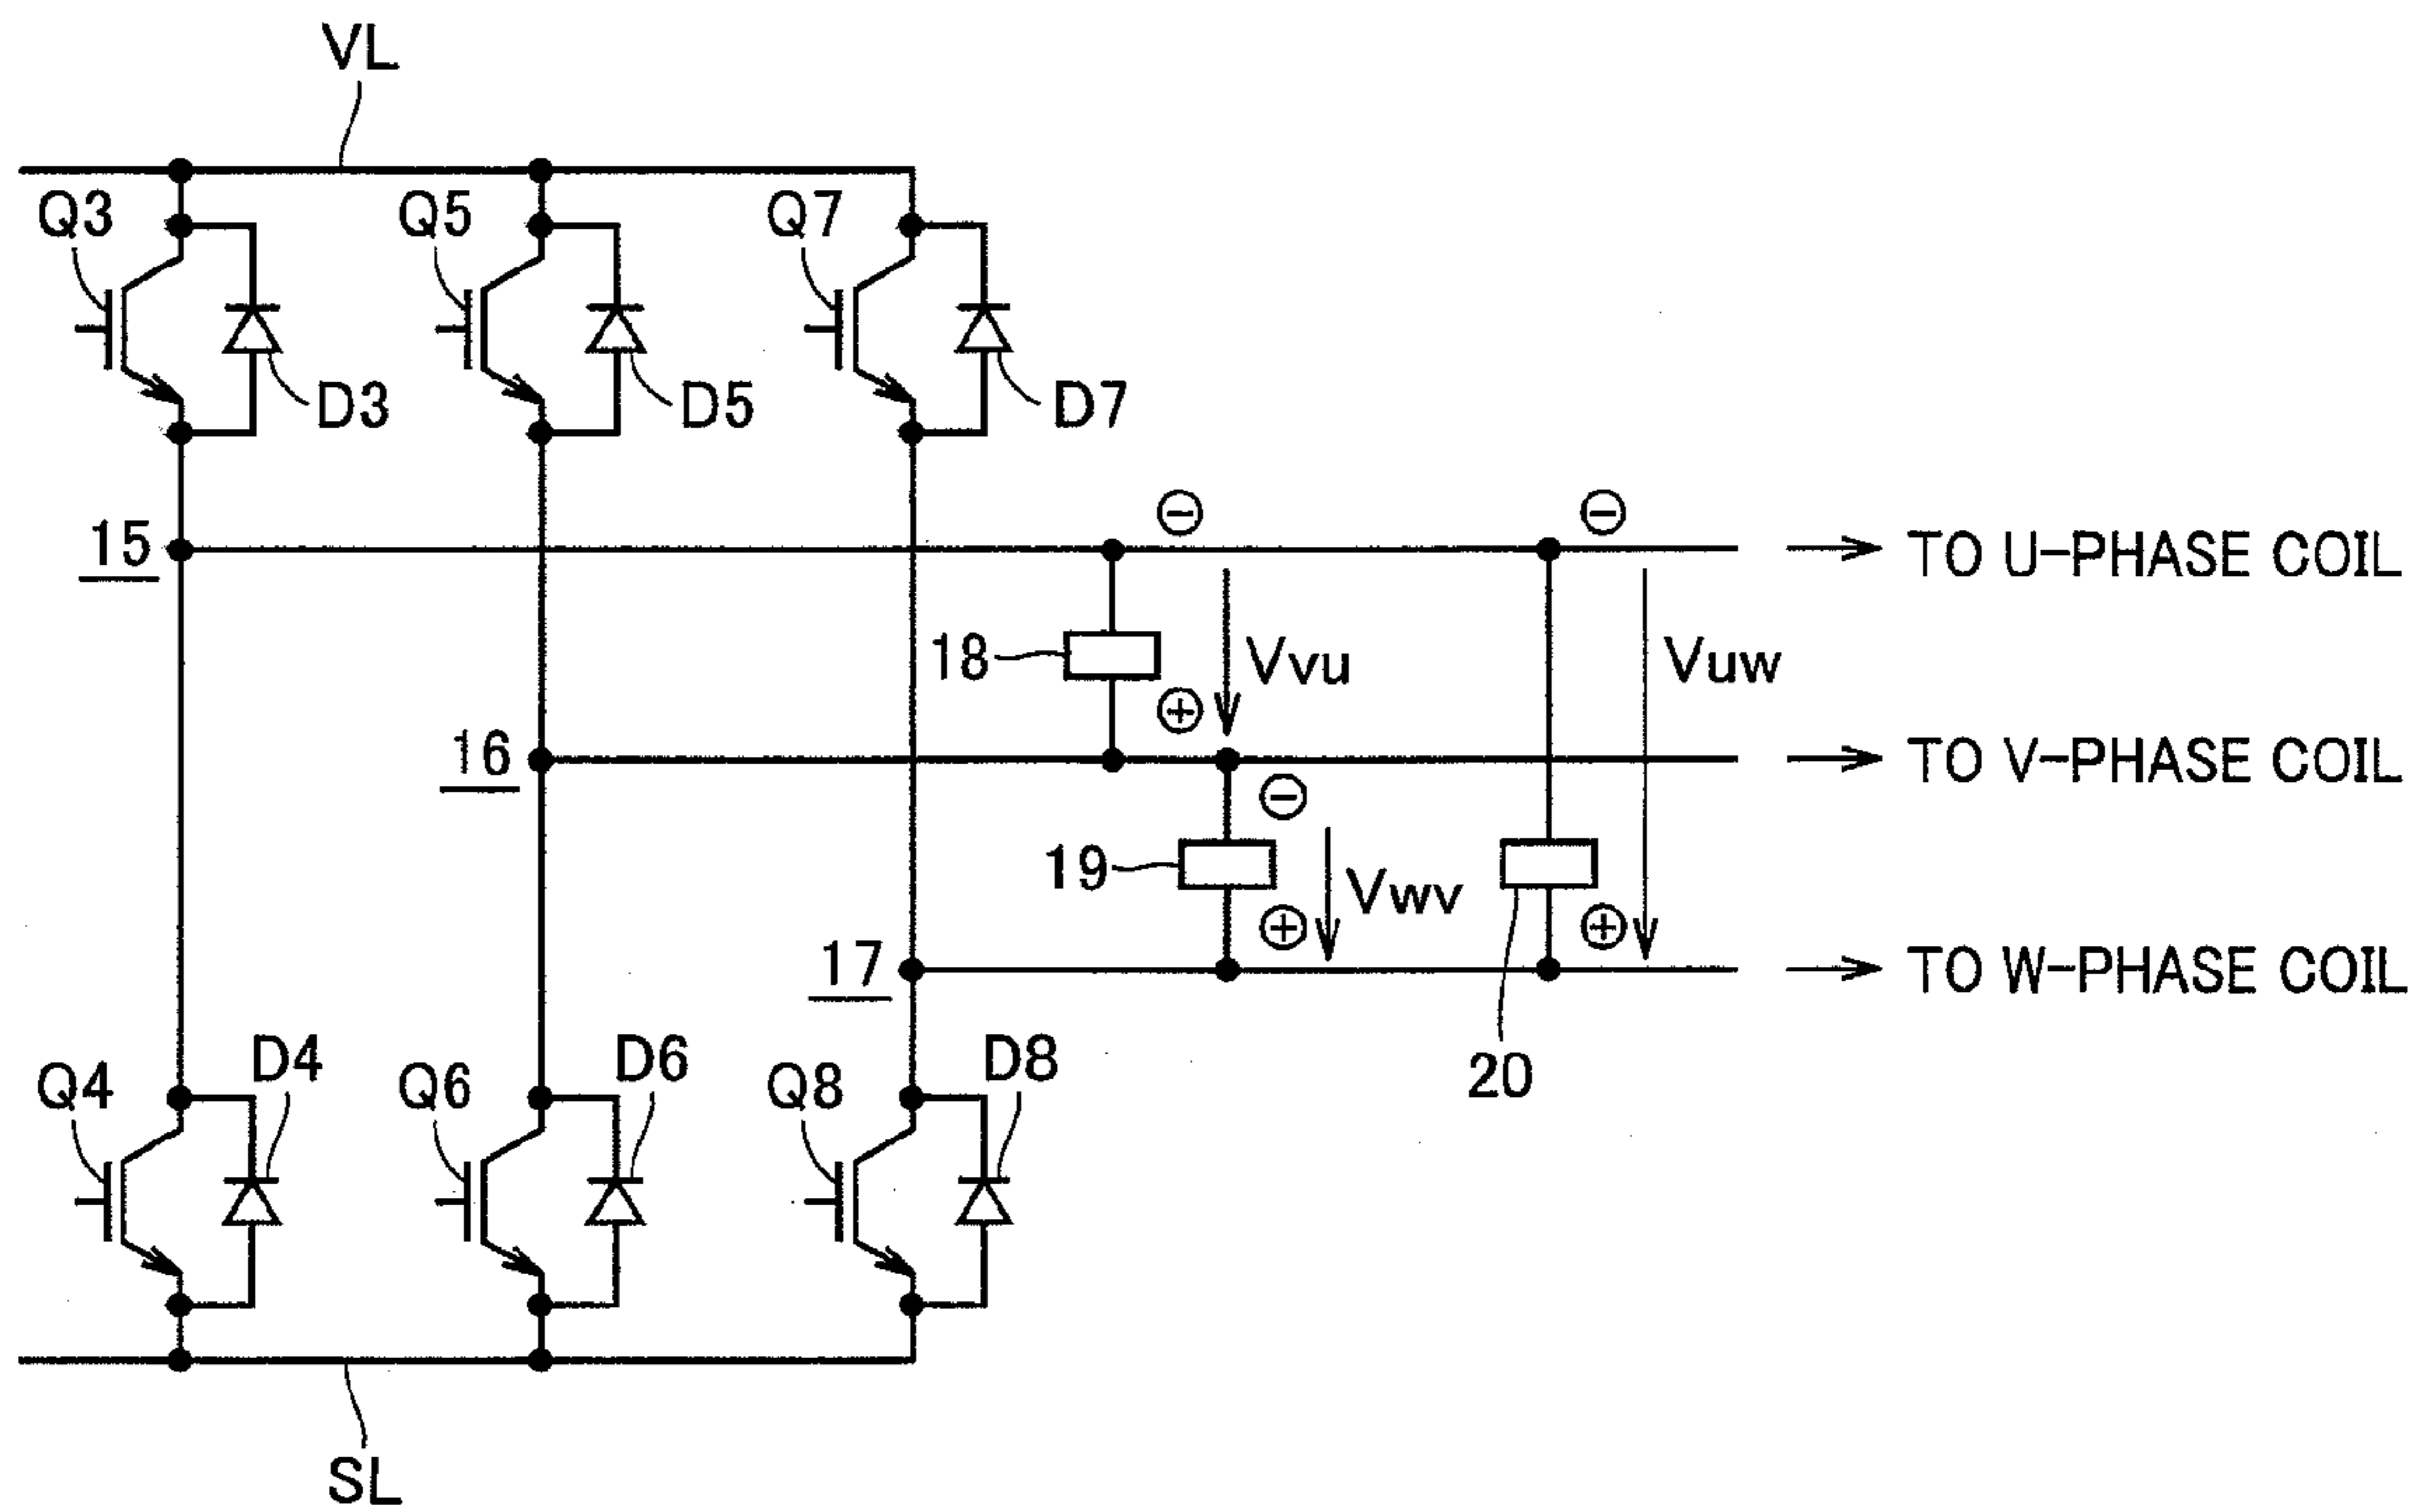 VL
Q3
Q5
Q7
D3
D5
D7
15
⊖
⊖
TO U-PHASE COIL
18
Vvu
Vuw
⊕
16
TO V-PHASE COIL
⊖
19
Vwv
⊕
⊕
17
TO W-PHASE COIL
Q4
D4
Q6
D6
Q8
D8
20
SL